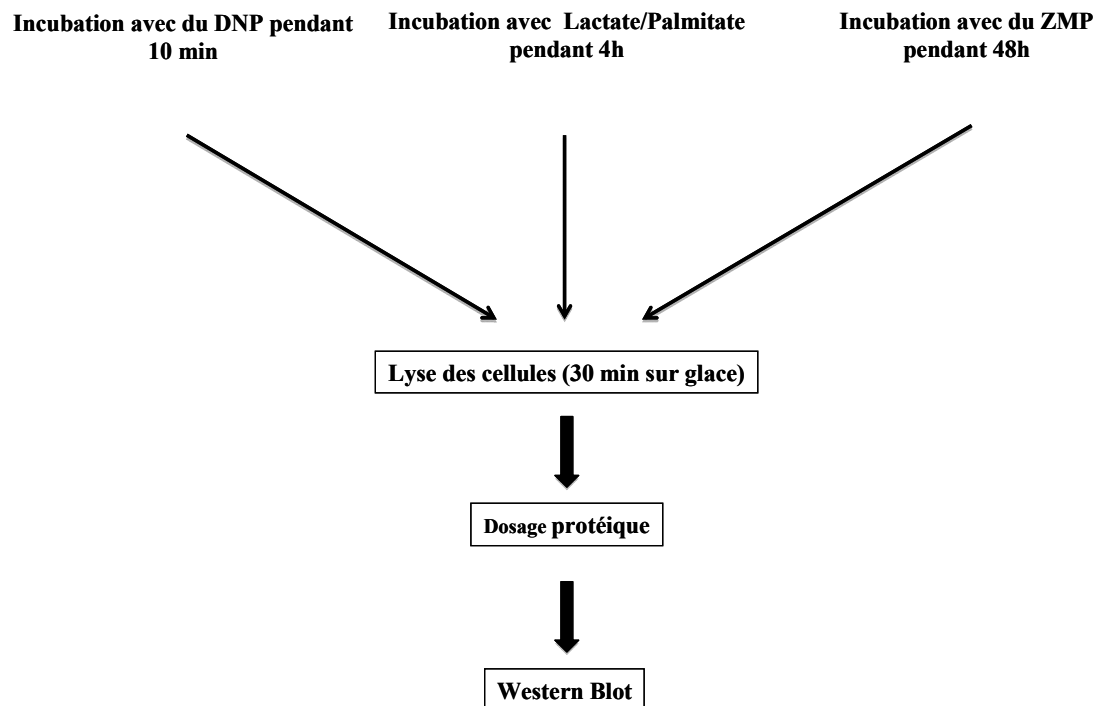 Incubation avec du DNP pendant
10 min
Incubation avec Lactate/Palmitate
pendant 4h
Incubation avec du ZMP
pendant 48h
Lyse des cellules (30 min sur glace)
Dosage protéique
Western Blot